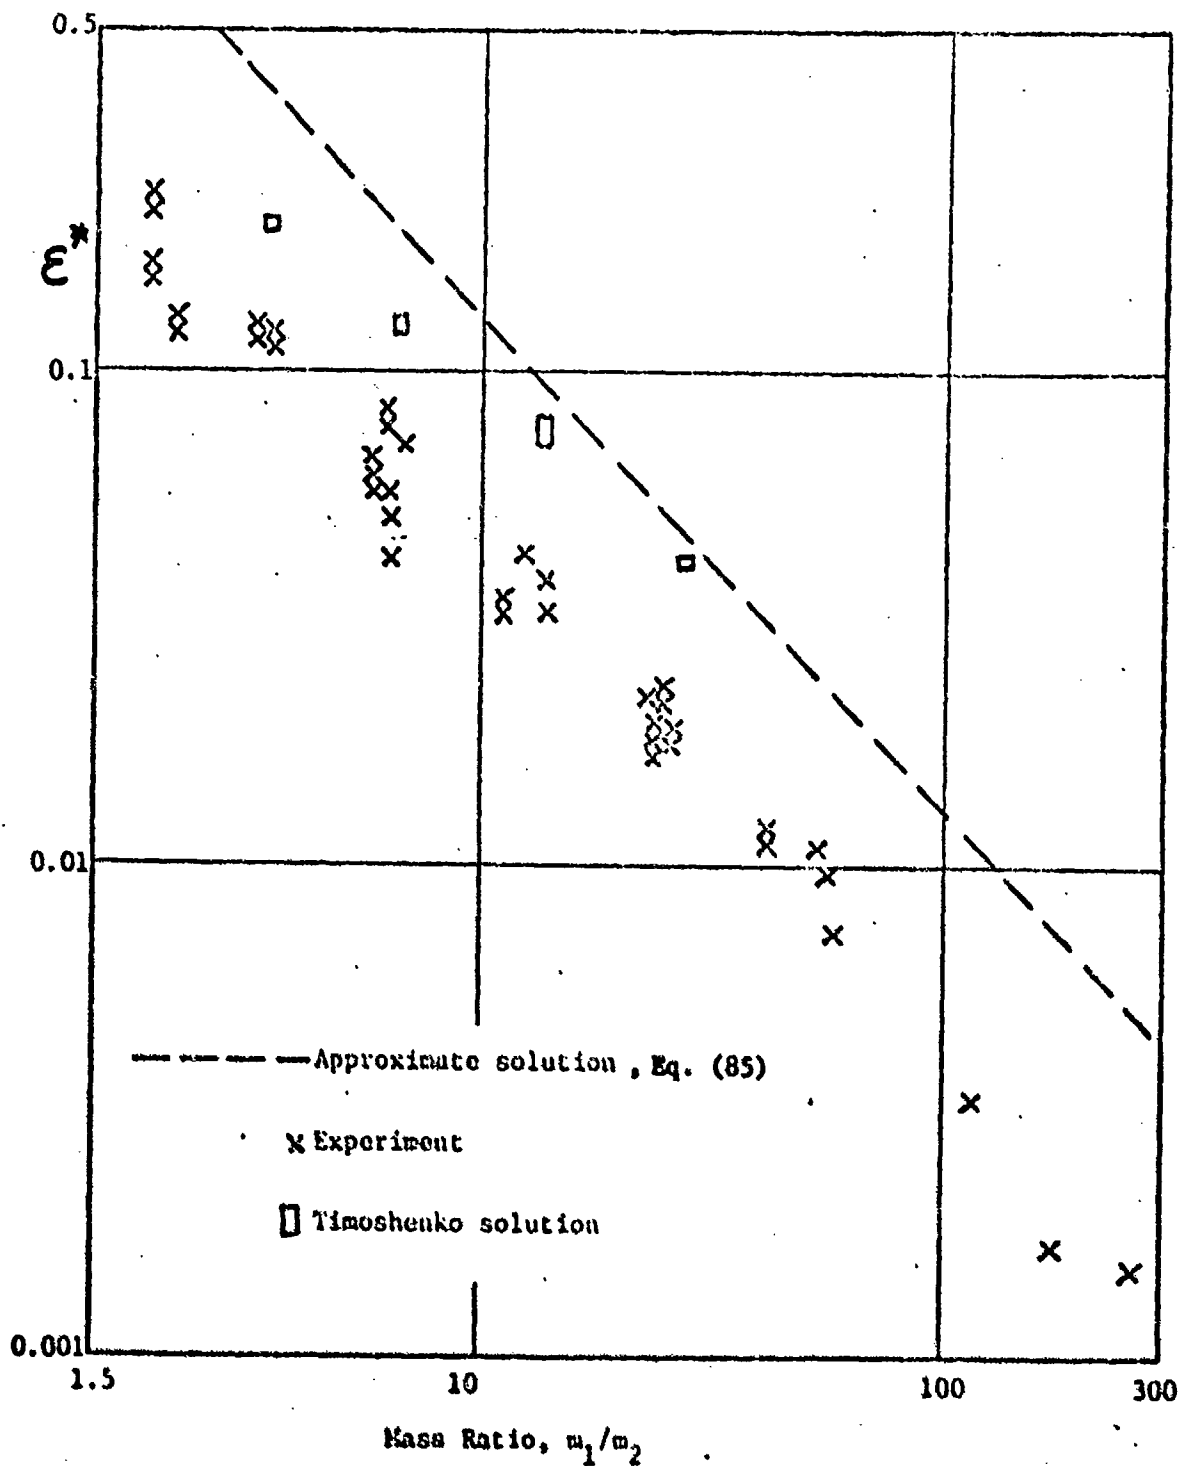 0.5
ε*
0.1
0.01
Approximate solution , Eq. (85)
x Experiment
Timoshenko solution
0.001
1.5 10 100 300
Mass Ratio, m1/m2